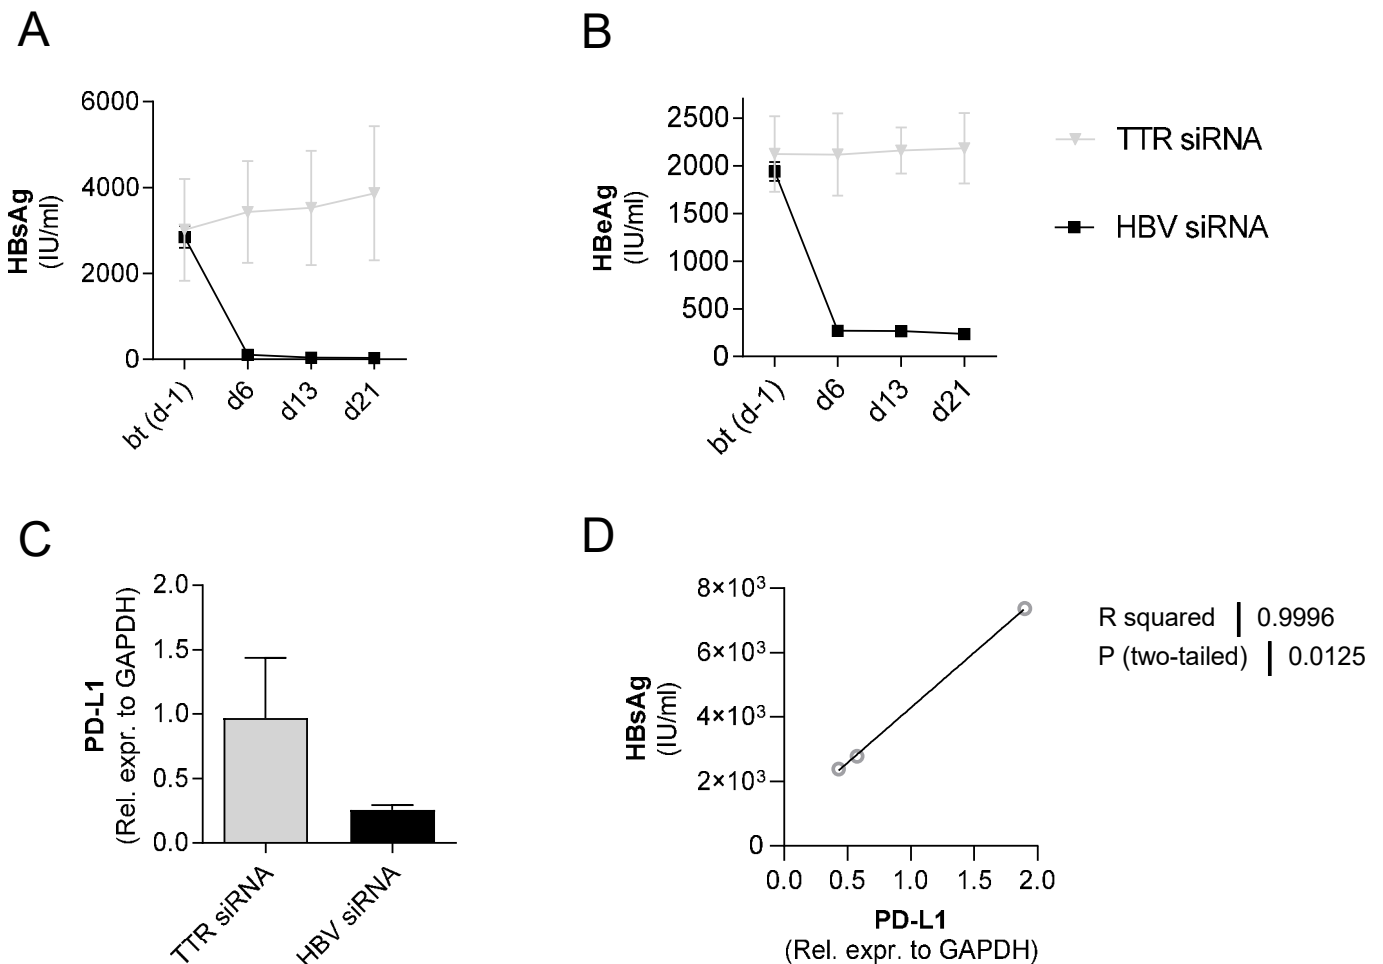 A
HBsAg
(IU/ml)
6000
4000
2000
0
bt (d-1)
d6
d13
d21
B
HBeAg
(IU/ml)
2500
2000
1500
1000
500
0
bt (d-1)
d6
d13
d21
TTR siRNA
HBV siRNA
C
PD-L1
(Rel. expr. to GAPDH)
2.0
1.5
1.0
0.5
0.0
TTR siRNA
HBV siRNA
D
HBsAg
(IU/ml)
8×10³
6×10³
4×10³
2×10³
0
0.0 0.5 1.0 1.5 2.0
PD-L1
(Rel. expr. to GAPDH)
R squared | 0.9996
P (two-tailed) | 0.0125